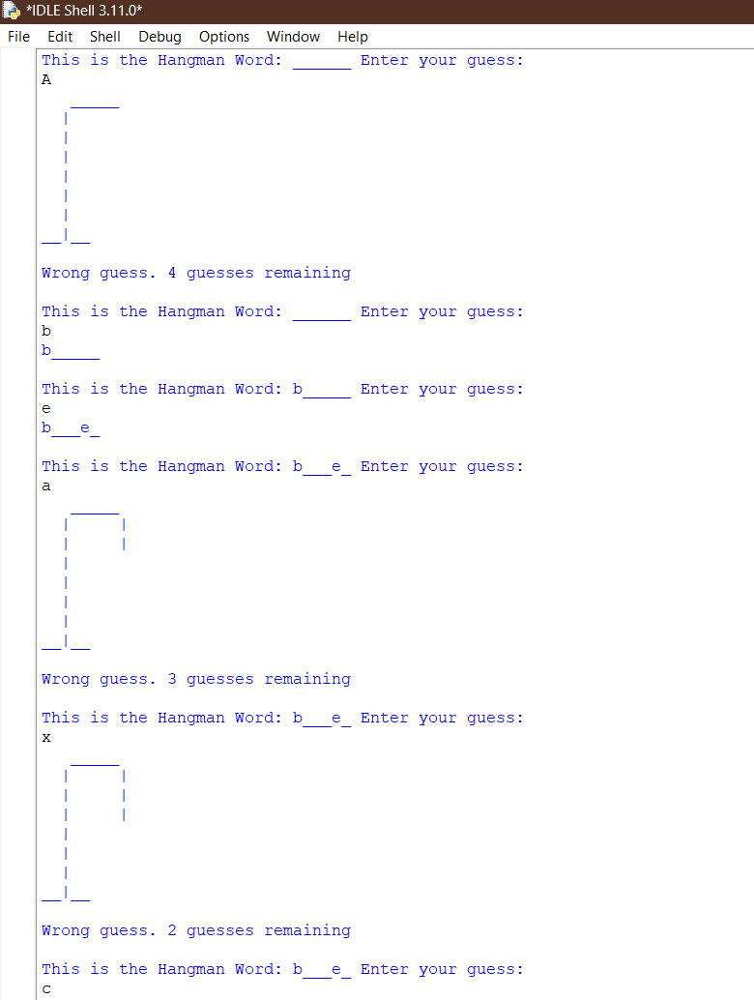 *IDLE Shell 3.11.0*
File Edit Shell Debug Options Window Help
This is the Hangman Word: ______ Enter your guess:
A
   _____
  |
  |
  |
  |
  |
  |
__|__
Wrong guess. 4 guesses remaining
This is the Hangman Word: ______ Enter your guess:
b
b_____
This is the Hangman Word: b_____ Enter your guess:
e
b___e_
This is the Hangman Word: b___e_ Enter your guess:
a
   _____
  |     |
  |     |
  |
  |
  |
  |
__|__
Wrong guess. 3 guesses remaining
This is the Hangman Word: b___e_ Enter your guess:
x
   _____
  |     |
  |     |
  |     |
  |
  |
  |
__|__
Wrong guess. 2 guesses remaining
This is the Hangman Word: b___e_ Enter your guess:
c